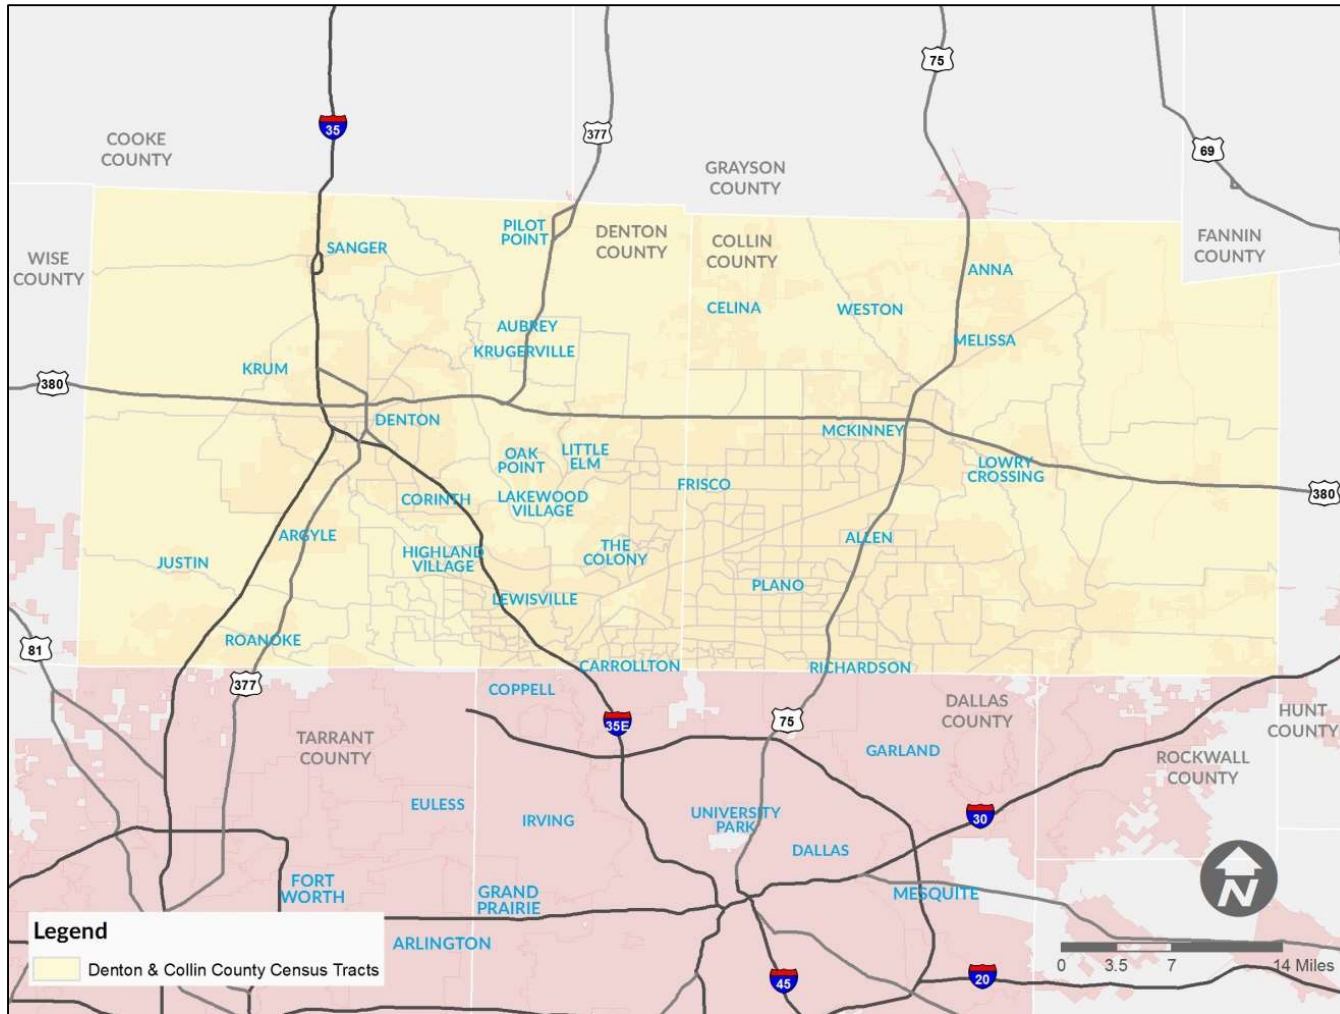 75
35
377
69
COOKE
COUNTY
GRAYSON
COUNTY
PILOT
POINT
DENTON
COUNTY
COLLIN
COUNTY
FANNIN
COUNTY
SANGER
WISE
COUNTY
ANNA
CELINA
WESTON
AUBREY
KRUGERVILLE
MELISSA
KRUM
380
DENTON
MCKINNEY
OAK
POINT
LITTLE
ELM
LOWRY
CROSSING
FRISCO
380
CORINTH
LAKEWOOD
VILLAGE
ARGYLE
HIGHLAND
VILLAGE
THE
COLONY
ALLEN
JUSTIN
PLANO
LEWISVILLE
ROANOKE
81
CARROLLTON
RICHARDSON
377
COPPELL
DALLAS
COUNTY
HUNT
COUNTY
35E
75
TARRANT
COUNTY
GARLAND
ROCKWALL
COUNTY
EULESS
IRVING
UNIVERSITY
PARK
30
DALLAS
FORT
WORTH
GRAND
PRAIRIE
MESQUITE
N
ARLINGTON
Legend
Denton & Collin County Census Tracts
0 3.5 7 14 Miles
45
20